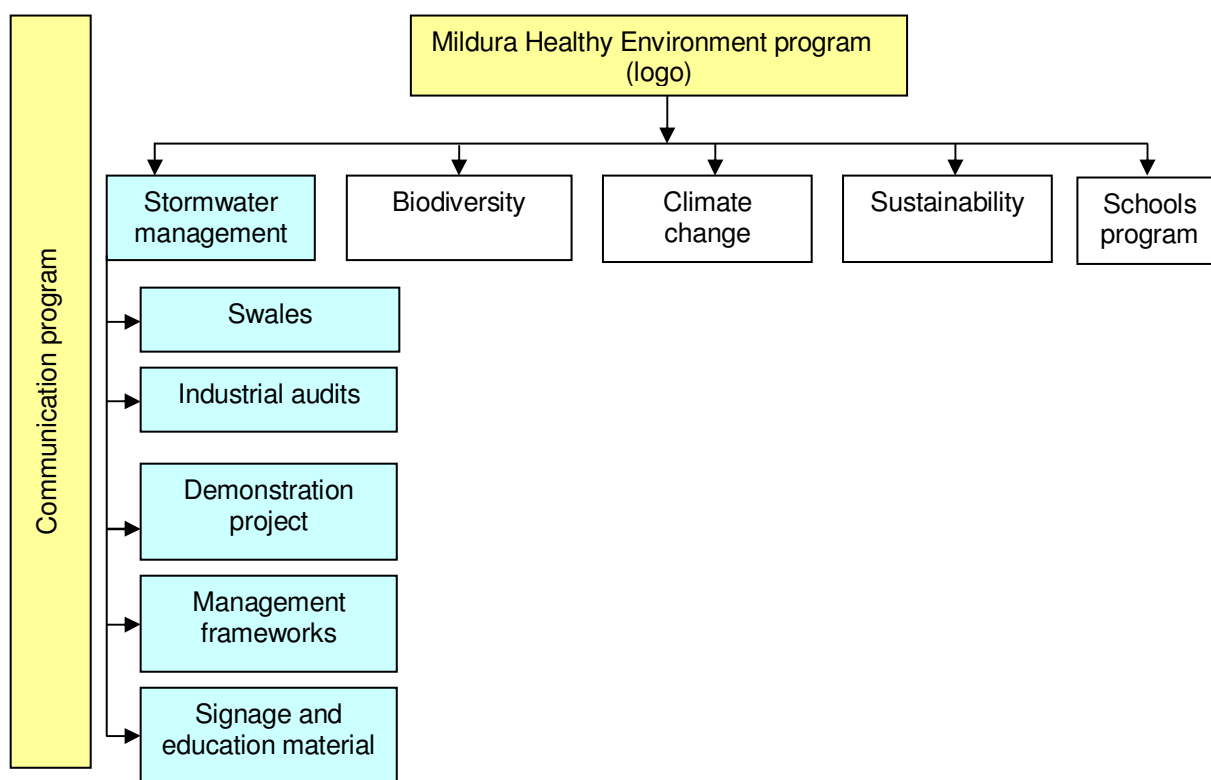 Communication program
Mildura Healthy Environment program
(logo)
Stormwater
management
Biodiversity
Climate
change
Sustainability
Schools
program
Swales
Industrial audits
Demonstration
project
Management
frameworks
Signage and
education material